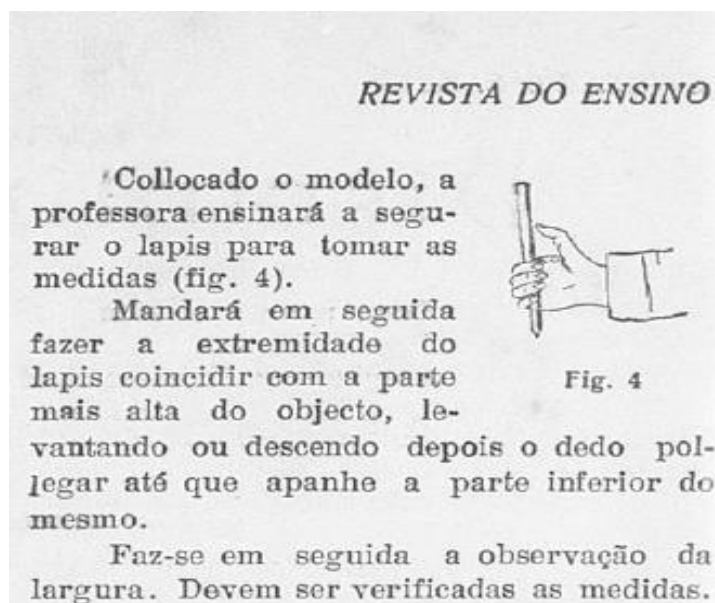 REVISTA DO ENSINO
Collocado o modelo, a
professora ensinará a segu-
rar o lapis para tomar as
medidas (fig. 4).
Mandará em seguida
fazer a extremidade do
lapis coincidir com a parte
mais alta do objecto, le-
Fig. 4
vantando ou descendo depois o dedo pol-
legar até que apanhe a parte inferior do
mesmo.
Faz-se em seguida a observação da
largura. Devem ser verificadas as medidas.